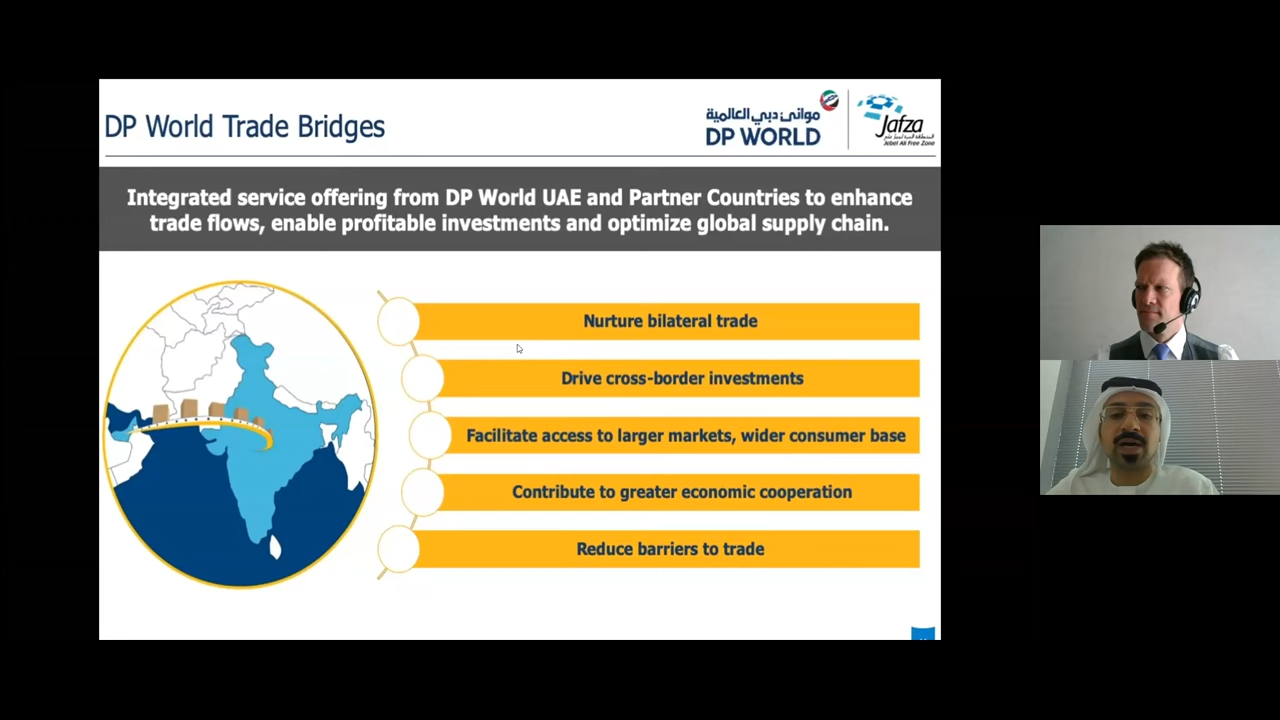 DP World Trade Bridges
موانئ دبي العالمية
DP WORLD
Jafza
Jebel Ali Free Zone
Integrated service offering from DP World UAE and Partner Countries to enhance
trade flows, enable profitable investments and optimize global supply chain.
Nurture bilateral trade
Drive cross-border investments
Facilitate access to larger markets, wider consumer base
Contribute to greater economic cooperation
Reduce barriers to trade